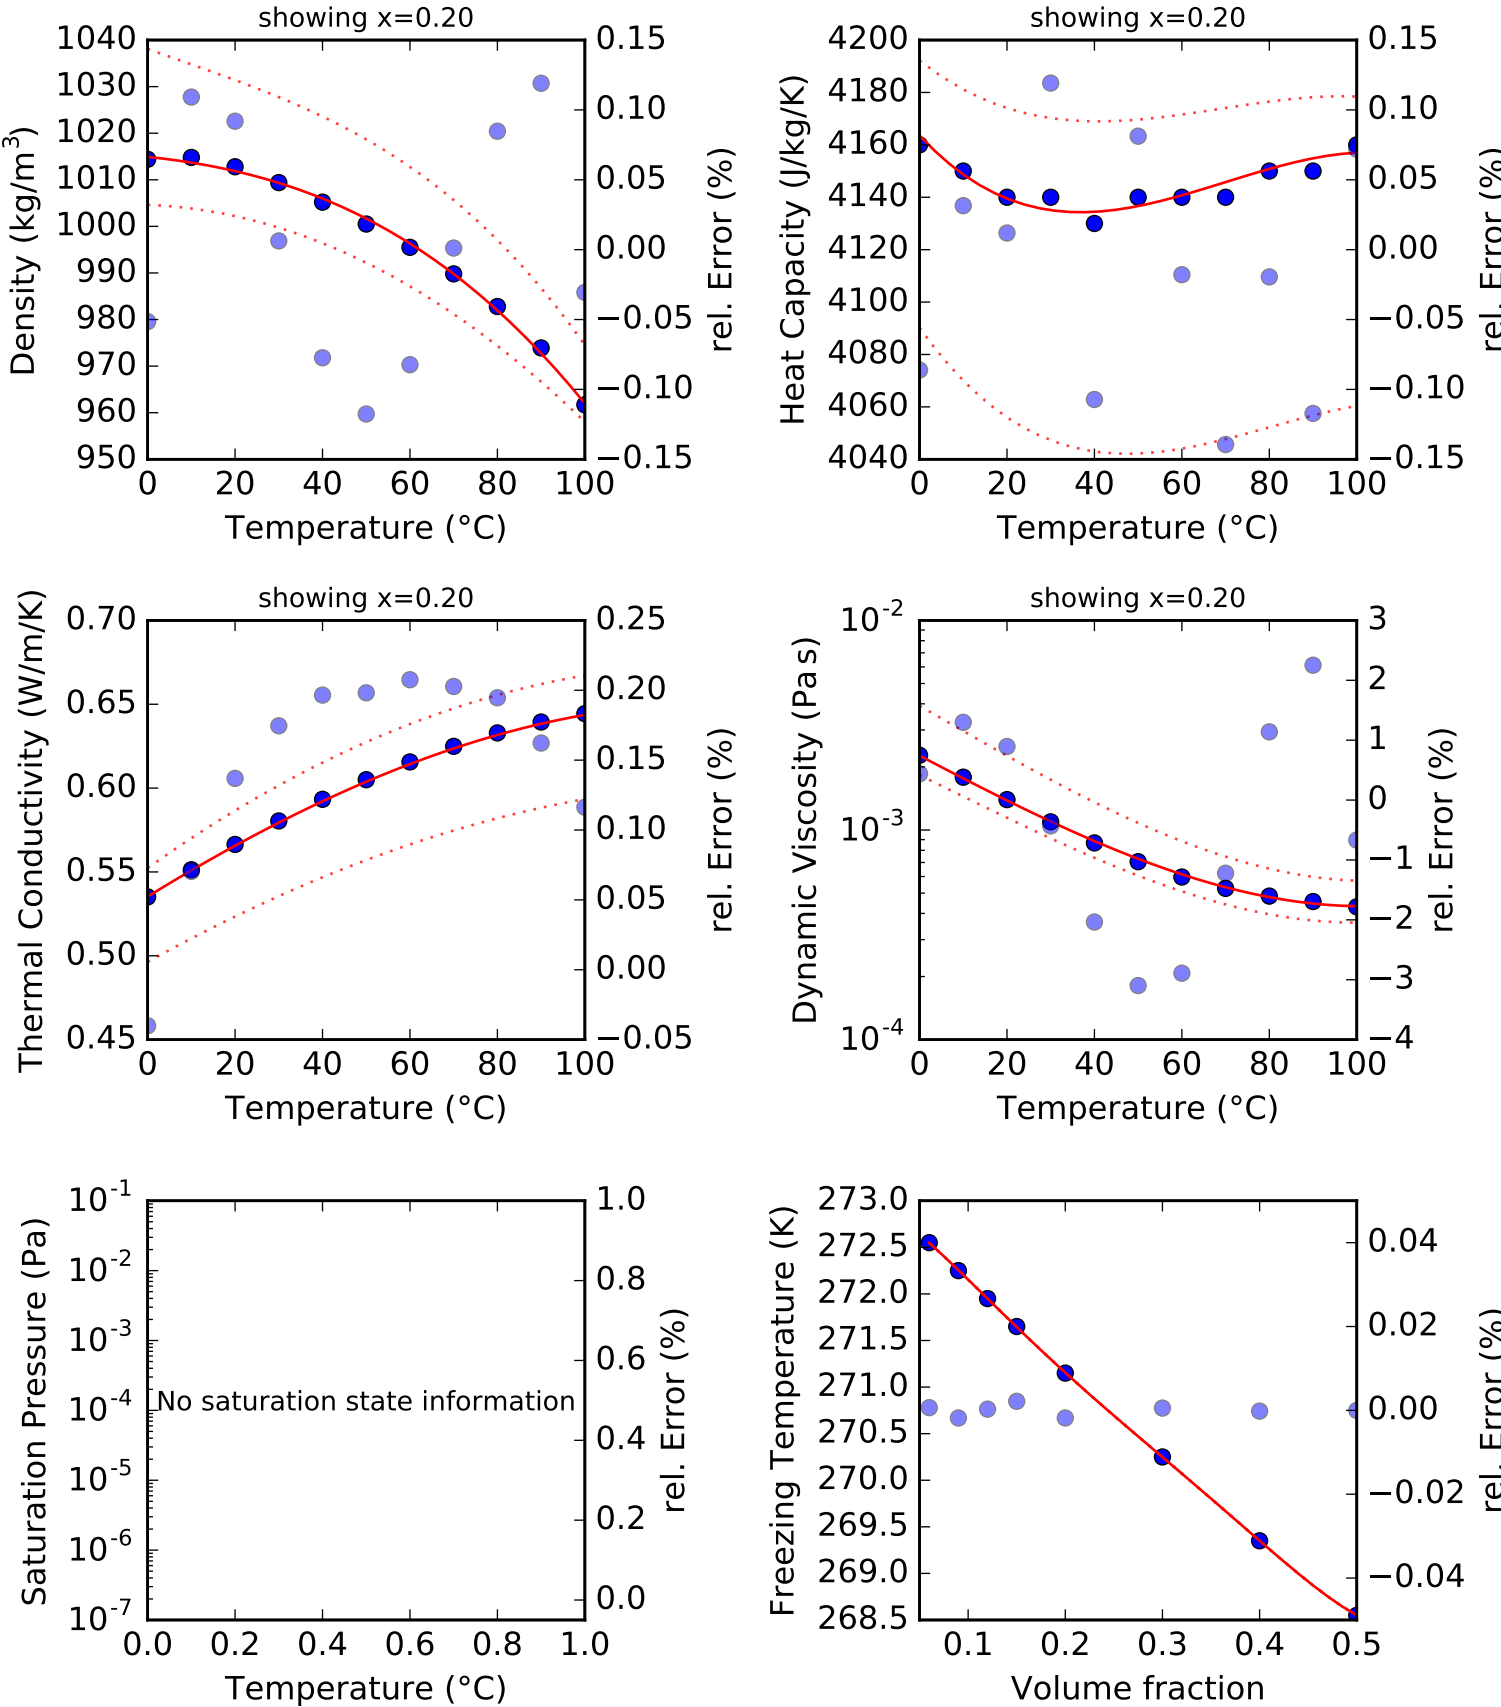 showing x=0.20
Density (kg/m³)
1040
1030
1020
1010
1000
990
980
970
960
950
0 20 40 60 80 100
Temperature (°C)
0.15
0.10
0.05
0.00
−0.05
−0.10
−0.15
rel. Error (%)
showing x=0.20
Heat Capacity (J/kg/K)
4200
4180
4160
4140
4120
4100
4080
4060
4040
0 20 40 60 80 100
Temperature (°C)
0.15
0.10
0.05
0.00
−0.05
−0.10
−0.15
rel. Error (%)
showing x=0.20
Thermal Conductivity (W/m/K)
0.70
0.65
0.60
0.55
0.50
0.45
0 20 40 60 80 100
Temperature (°C)
0.25
0.20
0.15
0.10
0.05
0.00
−0.05
rel. Error (%)
showing x=0.20
Dynamic Viscosity (Pa s)
10⁻²
10⁻³
10⁻⁴
0 20 40 60 80 100
Temperature (°C)
3
2
1
0
−1
−2
−3
−4
rel. Error (%)
Saturation Pressure (Pa)
10⁻¹
10⁻²
10⁻³
10⁻⁴
10⁻⁵
10⁻⁶
10⁻⁷
No saturation state information
0.0 0.2 0.4 0.6 0.8 1.0
Temperature (°C)
1.0
0.8
0.6
0.4
0.2
0.0
rel. Error (%)
Freezing Temperature (K)
273.0
272.5
272.0
271.5
271.0
270.5
270.0
269.5
269.0
268.5
0.1 0.2 0.3 0.4 0.5
Volume fraction
0.04
0.02
0.00
−0.02
−0.04
rel. Error (%)